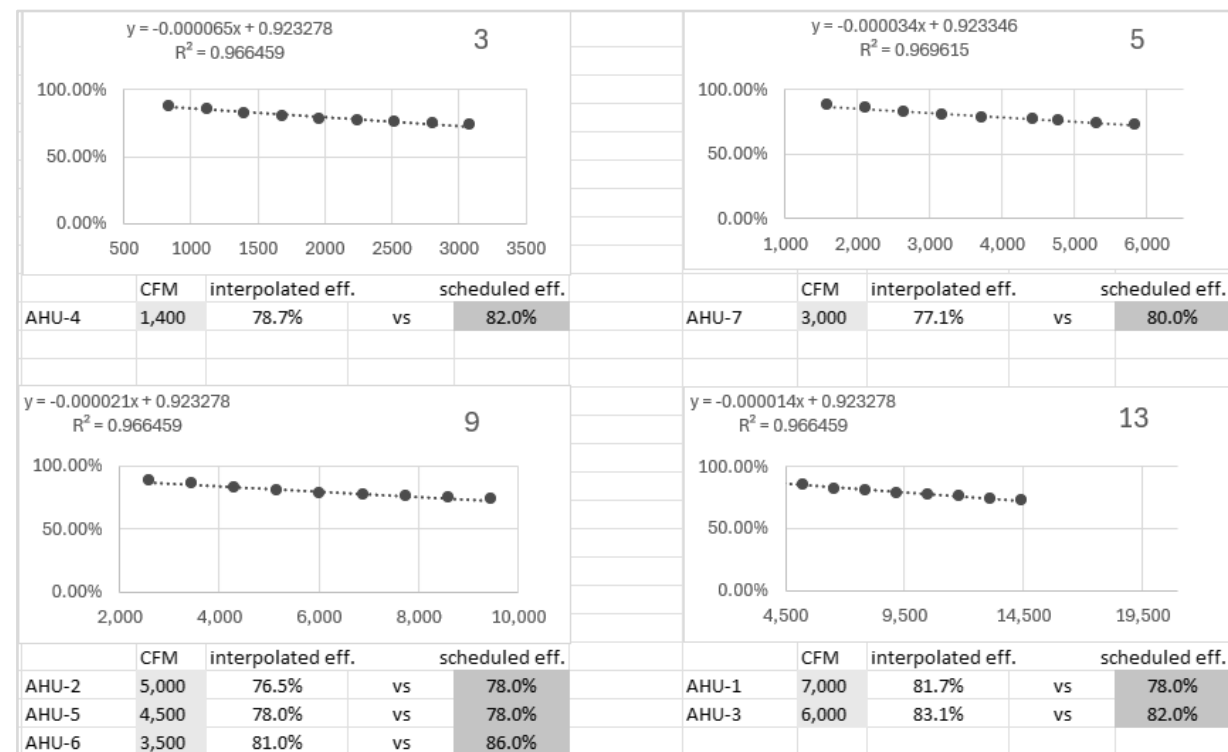 y = -0.000065x + 0.923278
R² = 0.966459
3
100.00%
50.00%
0.00%
500 1000 1500 2000 2500 3000 3500
CFM interpolated eff. scheduled eff.
AHU-4 1,400 78.7% vs 82.0%
y = -0.000034x + 0.923346
R² = 0.969615
5
100.00%
50.00%
0.00%
1,000 2,000 3,000 4,000 5,000 6,000
CFM interpolated eff. scheduled eff.
AHU-7 3,000 77.1% vs 80.0%
y = -0.000021x + 0.923278
R² = 0.966459
9
100.00%
50.00%
0.00%
2,000 4,000 6,000 8,000 10,000
CFM interpolated eff. scheduled eff.
AHU-2 5,000 76.5% vs 78.0%
AHU-5 4,500 78.0% vs 78.0%
AHU-6 3,500 81.0% vs 86.0%
y = -0.000014x + 0.923278
R² = 0.966459
13
100.00%
50.00%
0.00%
4,500 9,500 14,500 19,500
CFM interpolated eff. scheduled eff.
AHU-1 7,000 81.7% vs 78.0%
AHU-3 6,000 83.1% vs 82.0%